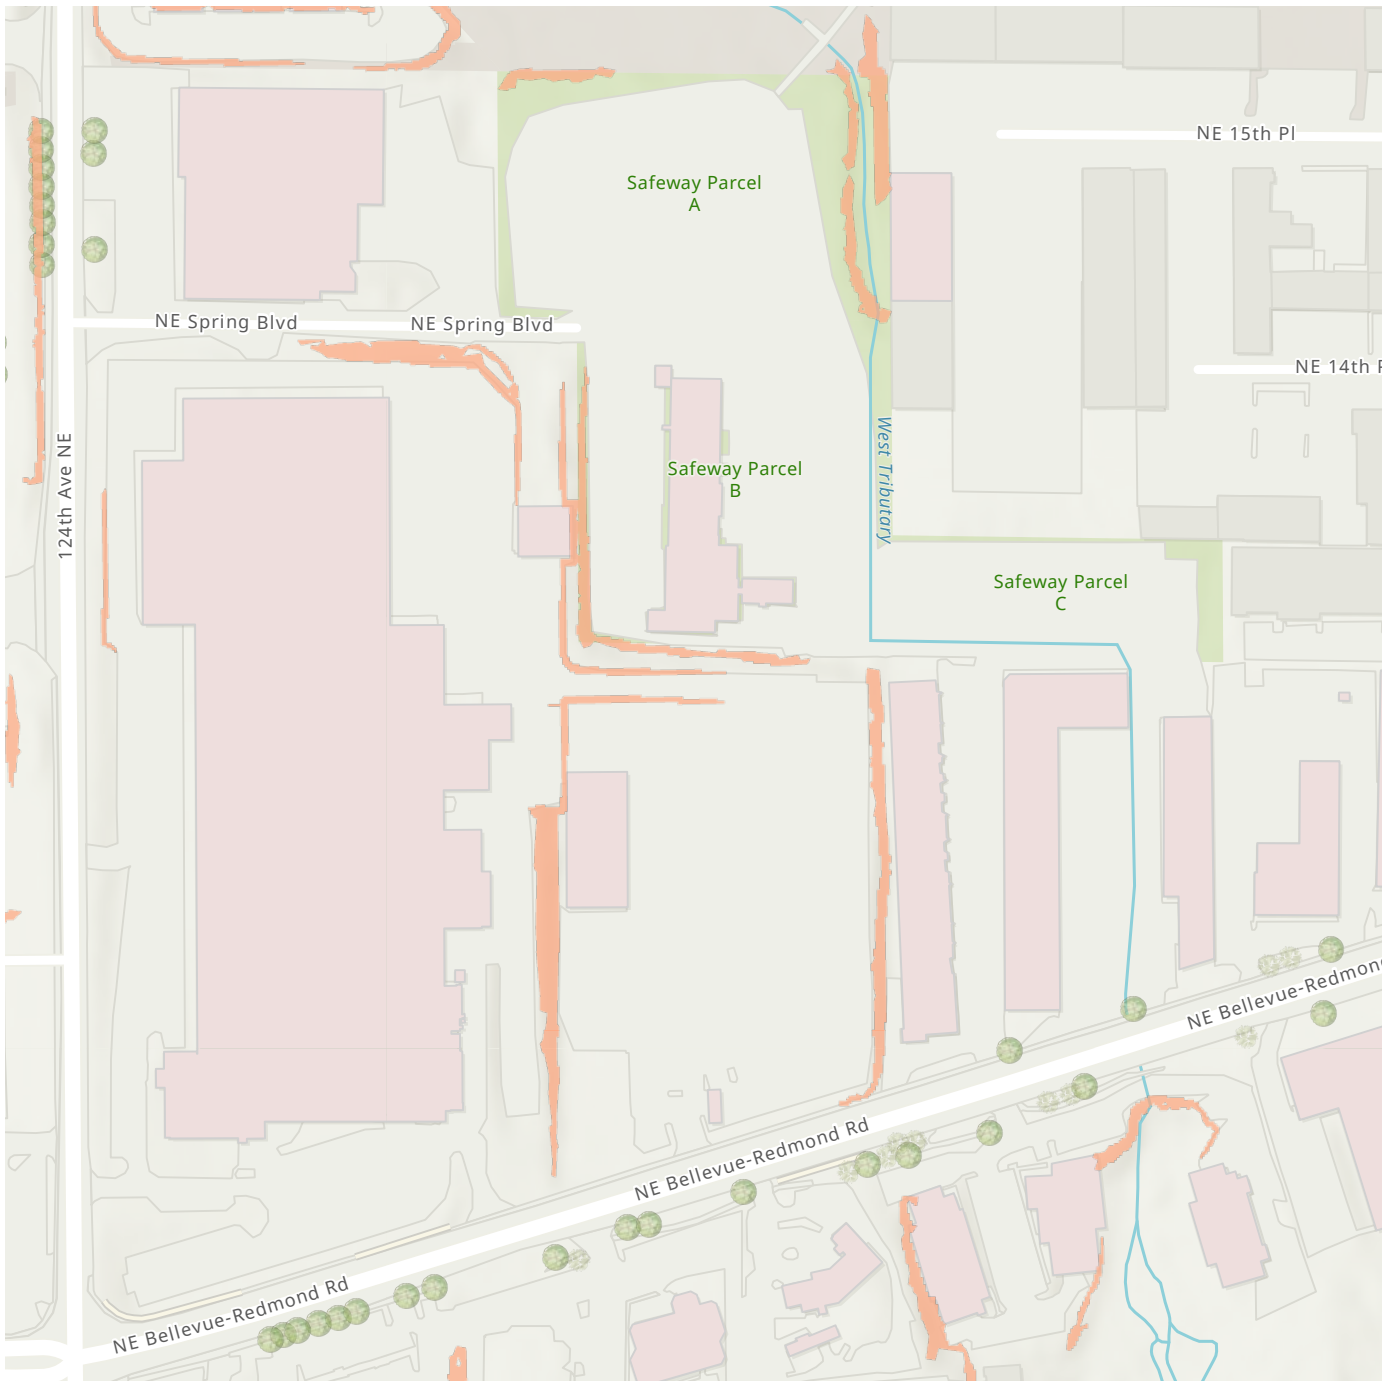 NE 15th Pl
Safeway Parcel
A
NE Spring Blvd
NE Spring Blvd
NE 14th P
124th Ave NE
West Tributary
Safeway Parcel
B
Safeway Parcel
C
NE Bellevue-Redmond
NE Bellevue-Redmond Rd
NE Bellevue-Redmond Rd